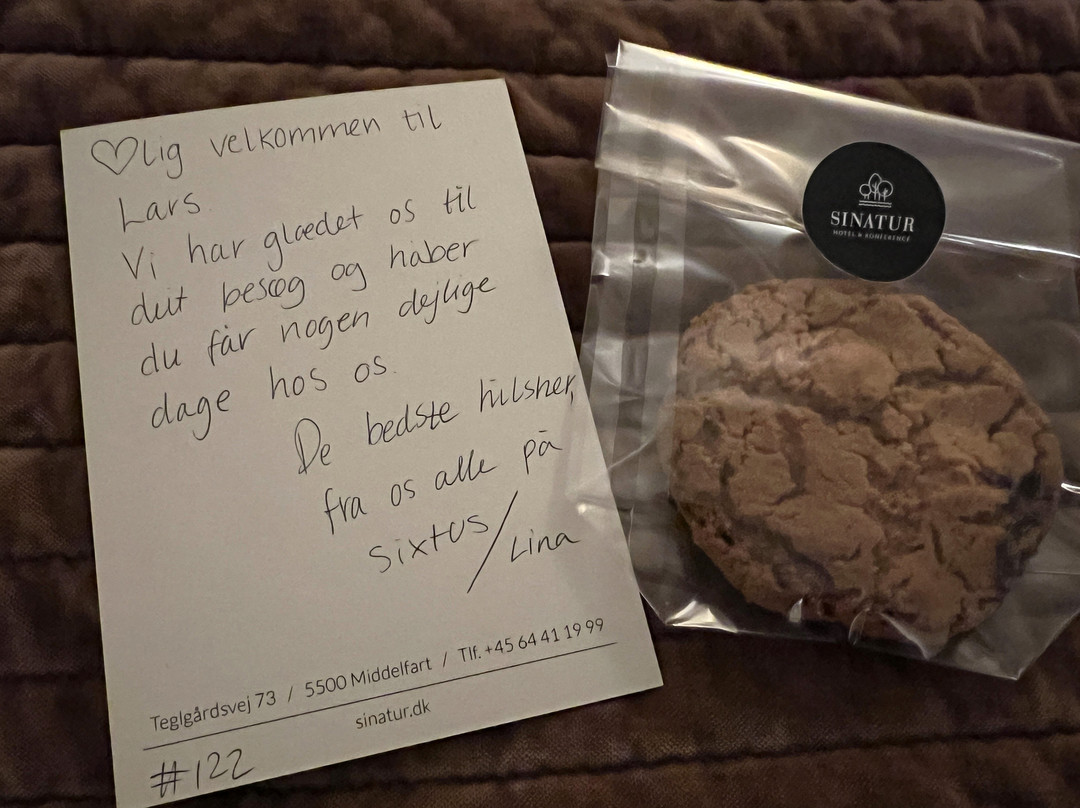 ♡lig velkommen til
Lars.
Vi har glædet os til
dit besøg og håber
du får nogen dejlige
dage hos os.
De bedste hilsner,
fra os alle på
sixtus/Lina
Teglgårdsvej 73 / 5500 Middelfart / Tlf. +45 64 41 19 99
sinatur.dk
#122
SINATUR
HOTEL & KONFERENCE